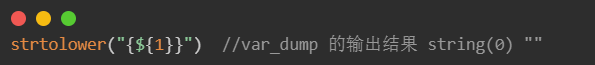 strtolower("{${1}}")  //var_dump 的输出结果 string(0) ""